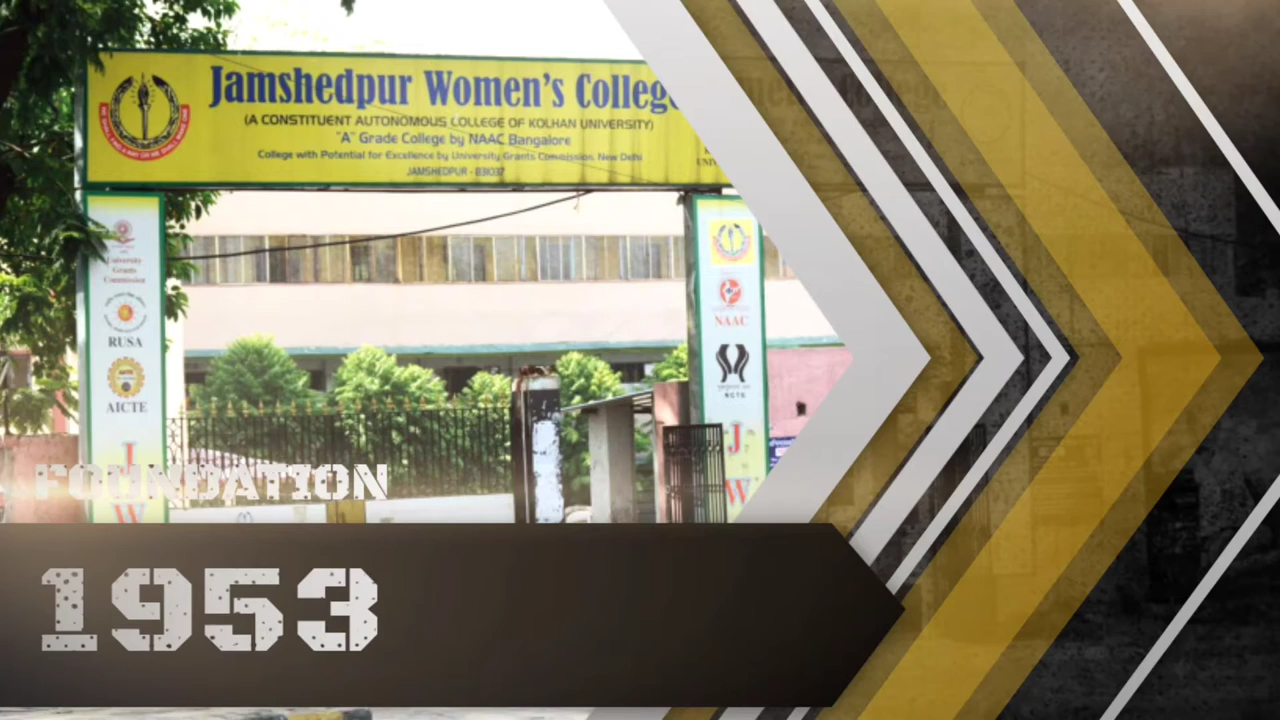 Jamshedpur Women's College
(A CONSTITUENT AUTONOMOUS COLLEGE OF KOLHAN UNIVERSITY)
"A" Grade College by NAAC Bangalore
College with Potential for Excellence by University Grants Commission, New Delhi
JAMSHEDPUR - 831037
University
Grants
Commission
RUSA
AICTE
J
W
NAAC
NCTE
J
W
FOUNDATION
1953